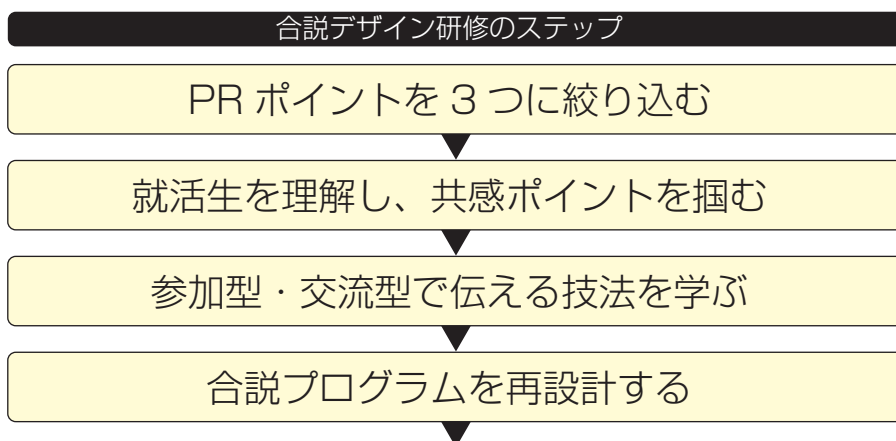 合説デザイン研修のステップ
PR ポイントを 3 つに絞り込む
就活生を理解し、共感ポイントを掴む
参加型・交流型で伝える技法を学ぶ
合説プログラムを再設計する